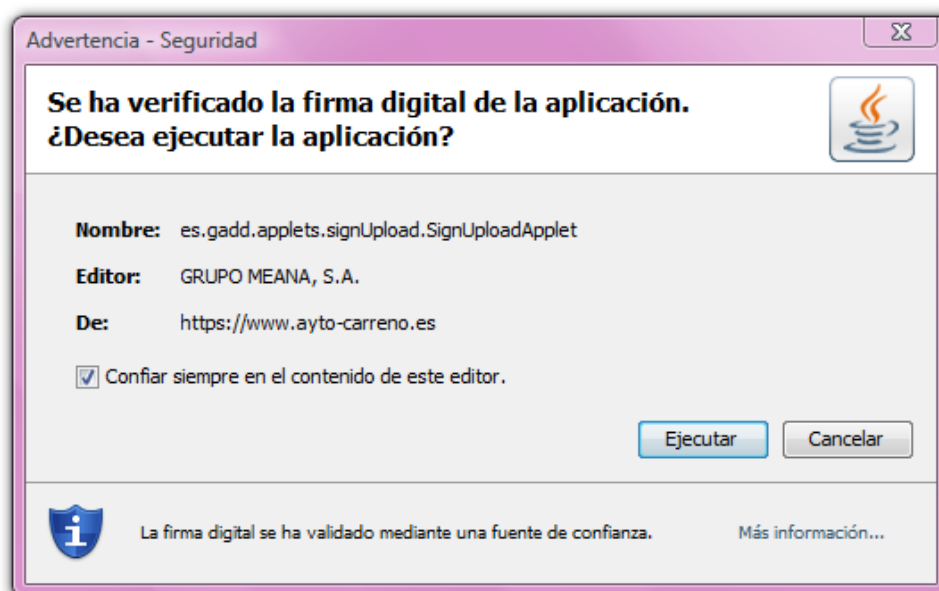 Advertencia - Seguridad
Se ha verificado la firma digital de la aplicación.
¿Desea ejecutar la aplicación?
Nombre: es.gadd.applets.signUpload.SignUploadApplet
Editor: GRUPO MEANA, S.A.
De: https://www.ayto-carreno.es
Confiar siempre en el contenido de este editor.
Ejecutar Cancelar
La firma digital se ha validado mediante una fuente de confianza. Más información...